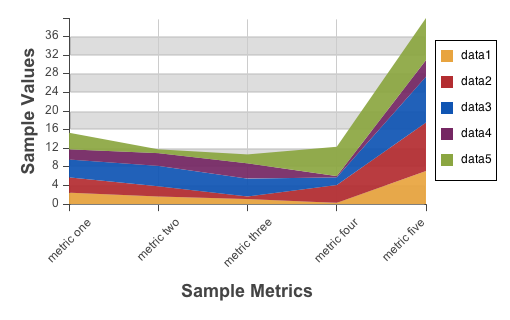 Sample Values
36
32
28
24
20
16
12
8
4
0
metric one
metric two
metric three
metric four
metric five
Sample Metrics
data1
data2
data3
data4
data5